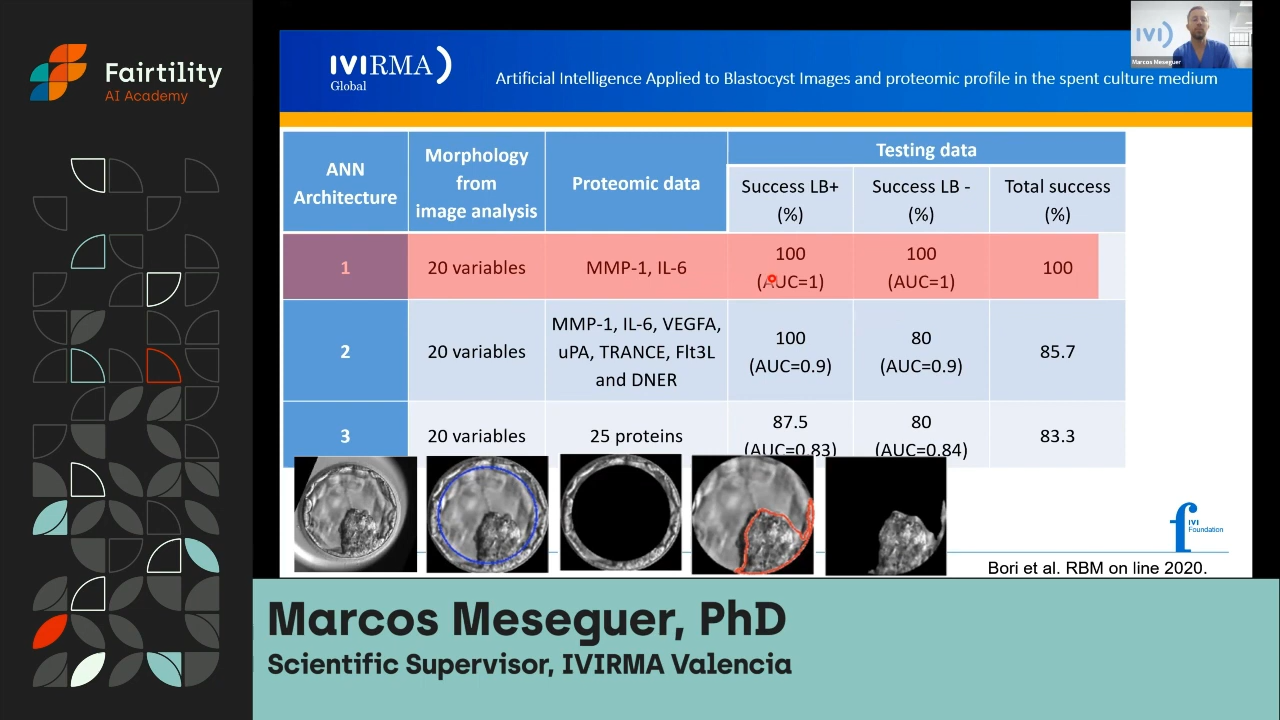 Fairtility
AI Academy
IVIRMA
Global
Artificial Intelligence Applied to Blastocyst Images and proteomic profile in the spent culture medium
IVI
Marcos Meseguer
ANN
Architecture
Morphology
from
image analysis
Proteomic data
Testing data
Success LB+
(%)
Success LB -
(%)
Total success
(%)
1
20 variables
MMP-1, IL-6
100
(AUC=1)
100
(AUC=1)
100
2
20 variables
MMP-1, IL-6, VEGFA,
uPA, TRANCE, Flt3L
and DNER
100
(AUC=0.9)
80
(AUC=0.9)
85.7
3
20 variables
25 proteins
87.5
(AUC=0.83)
80
(AUC=0.84)
83.3
IVI
Foundation
Bori et al. RBM on line 2020.
Marcos Meseguer, PhD
Scientific Supervisor, IVIRMA Valencia